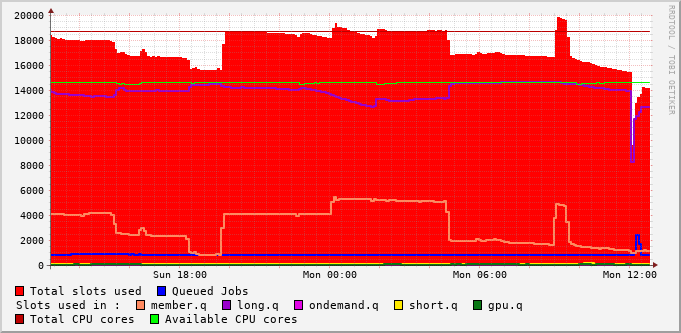 20000
18000
16000
14000
12000
10000
8000
6000
4000
2000
0
Sun 18:00 Mon 00:00 Mon 06:00 Mon 12:00
RRDTOOL / TOBI OETIKER
Total slots used Queued Jobs
Slots used in : member.q long.q ondemand.q short.q gpu.q
Total CPU cores Available CPU cores